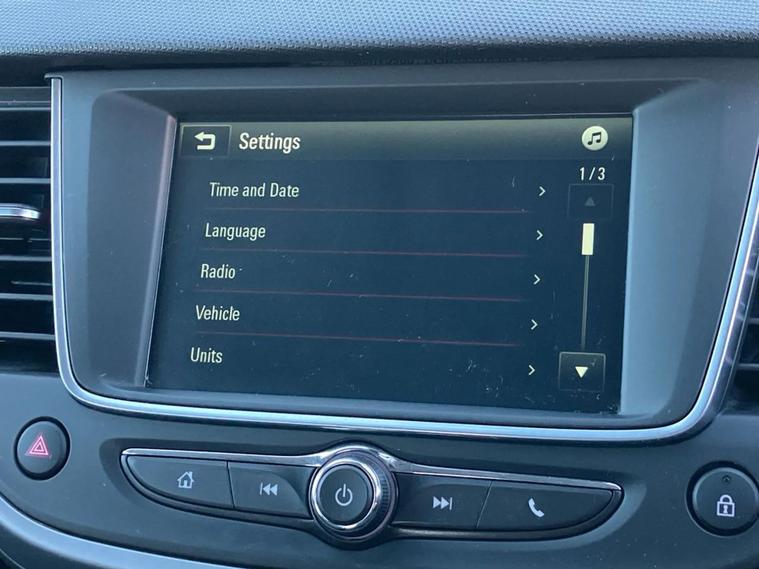 Settings
1/3
Time and Date
Language
Radio
Vehicle
Units